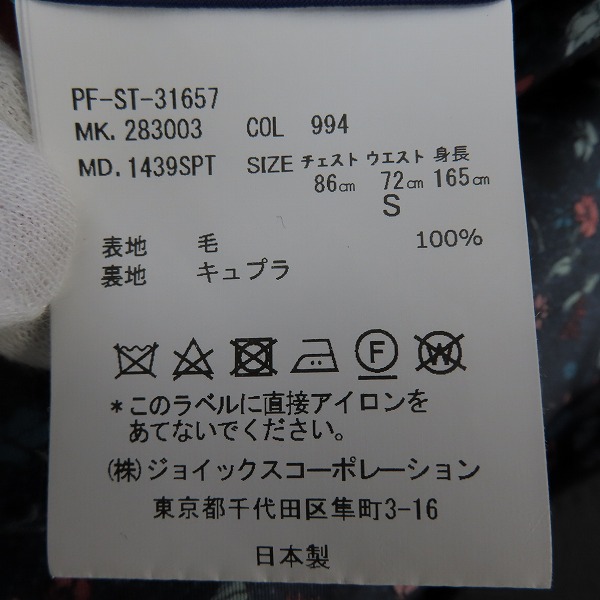 PF-ST-31657
MK. 283003 COL 994
MD. 1439SPT SIZE チェスト ウエスト 身長
86㎝ 72㎝ 165㎝
S
表地 毛 100%
裏地 キュプラ
F W
*このラベルに直接アイロンを
あてないでください。
(株)ジョイックスコーポレーション
東京都千代田区隼町3-16
日本製